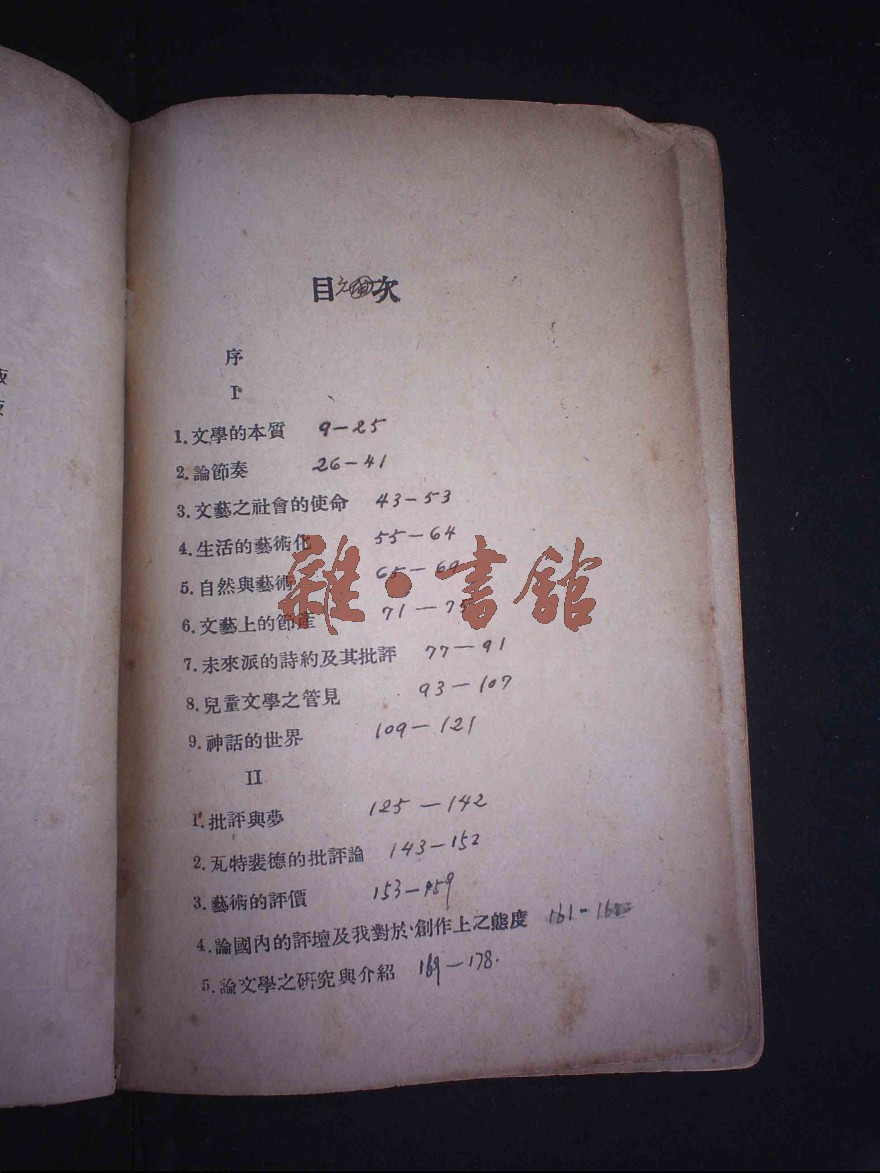 目 次
序
I
1. 文學的本質 9—25
2. 論節奏 26—41
3. 文藝之社會的使命 43—53
4. 生活的藝術化 55—64
5. 自然與藝術 65—69
6. 文藝上的節產 71—75
7. 未來派的詩約及其批評 77—91
8. 兒童文學之管見 93—107
9. 神話的世界 109—121
II
1. 批評與夢 125—142
2. 瓦特裴德的批評論 143—152
3. 藝術的評價 153—159
4. 論國內的評壇及我對於創作上之態度 161—
5. 論文學之研究與介紹 169—178.
雜·書館